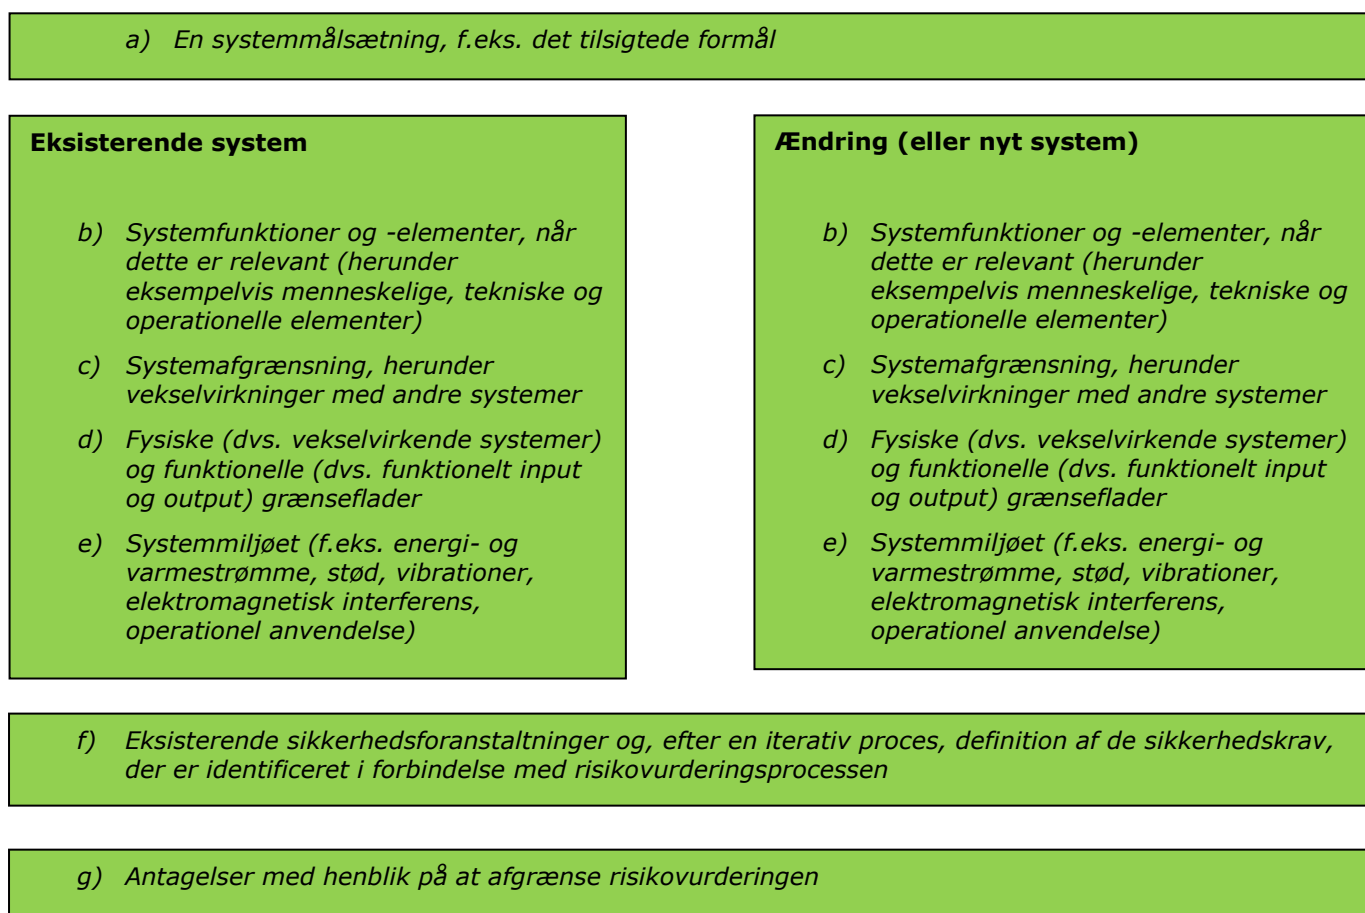 a) En systemmålsætning, f.eks. det tilsigtede formål
Eksisterende system
b) Systemfunktioner og -elementer, når
dette er relevant (herunder
eksempelvis menneskelige, tekniske og
operationelle elementer)
c) Systemafgrænsning, herunder
vekselvirkninger med andre systemer
d) Fysiske (dvs. vekselvirkende systemer)
og funktionelle (dvs. funktionelt input
og output) grænseflader
e) Systemmiljøet (f.eks. energi- og
varmestrømme, stød, vibrationer,
elektromagnetisk interferens,
operationel anvendelse)
Ændring (eller nyt system)
b) Systemfunktioner og -elementer, når
dette er relevant (herunder
eksempelvis menneskelige, tekniske og
operationelle elementer)
c) Systemafgrænsning, herunder
vekselvirkninger med andre systemer
d) Fysiske (dvs. vekselvirkende systemer)
og funktionelle (dvs. funktionelt input
og output) grænseflader
e) Systemmiljøet (f.eks. energi- og
varmestrømme, stød, vibrationer,
elektromagnetisk interferens,
operationel anvendelse)
f) Eksisterende sikkerhedsforanstaltninger og, efter en iterativ proces, definition af de sikkerhedskrav,
der er identificeret i forbindelse med risikovurderingsprocessen
g) Antagelser med henblik på at afgrænse risikovurderingen